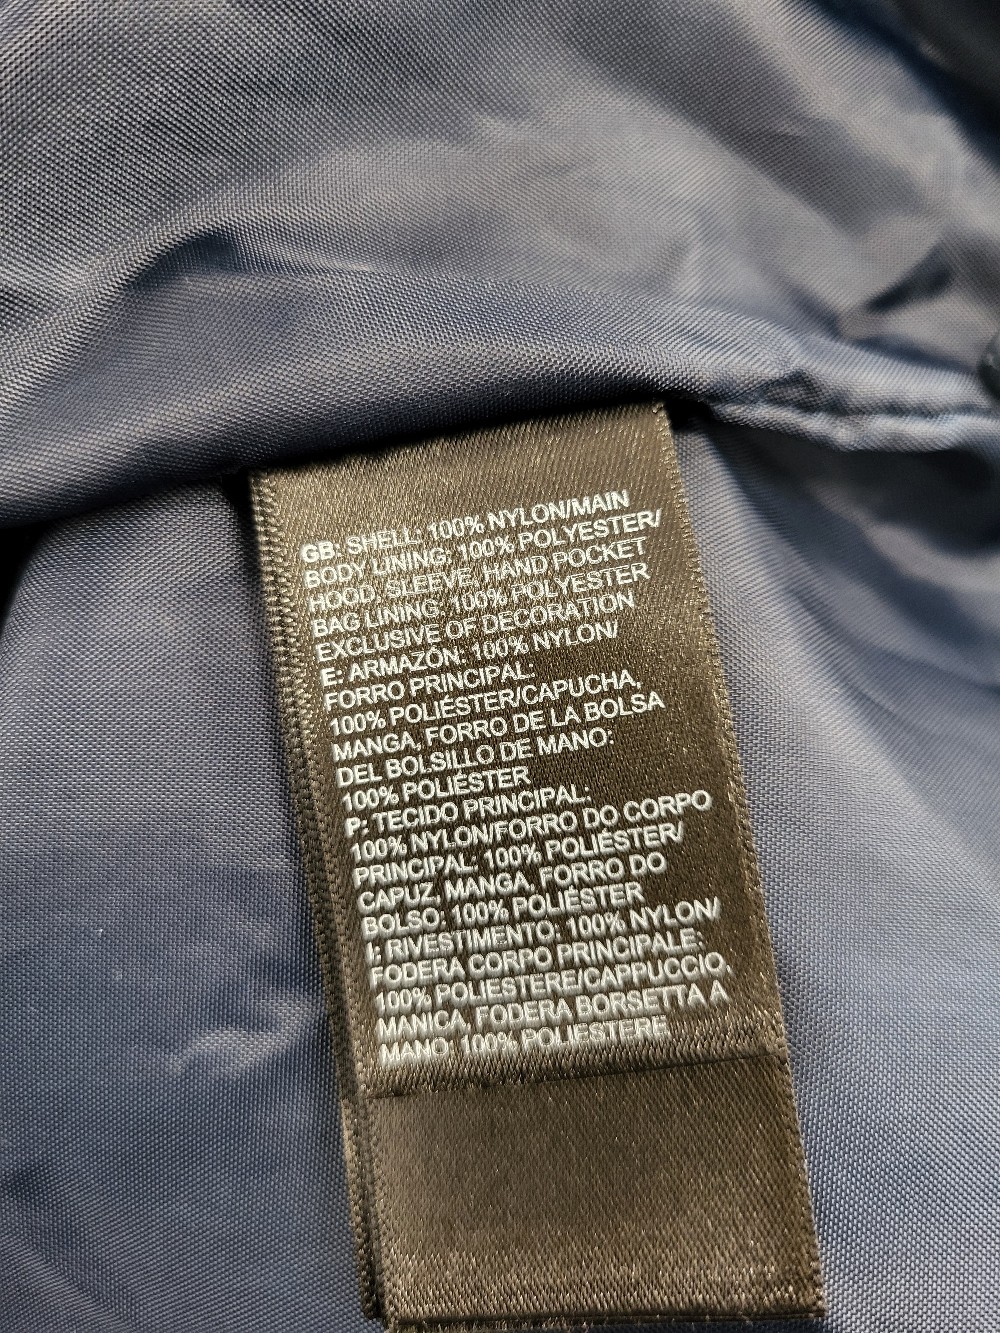 GB: SHELL: 100% NYLON/MAIN
BODY LINING: 100% POLYESTER/
HOOD, SLEEVE, HAND POCKET
BAG LINING: 100% POLYESTER
EXCLUSIVE OF DECORATION
E: ARMAZÓN: 100% NYLON/
FORRO PRINCIPAL:
100% POLIÉSTER/CAPUCHA,
MANGA, FORRO DE LA BOLSA
DEL BOLSILLO DE MANO:
100% POLIÉSTER
P: TECIDO PRINCIPAL:
100% NYLON/FORRO DO CORPO
PRINCIPAL: 100% POLIÉSTER/
CAPUZ, MANGA, FORRO DO
BOLSO: 100% POLIÉSTER
I: RIVESTIMENTO: 100% NYLON/
FODERA CORPO PRINCIPALE:
100% POLIESTERE/CAPPUCCIO,
MANICA, FODERA BORSETTA A
MANO: 100% POLIESTERE